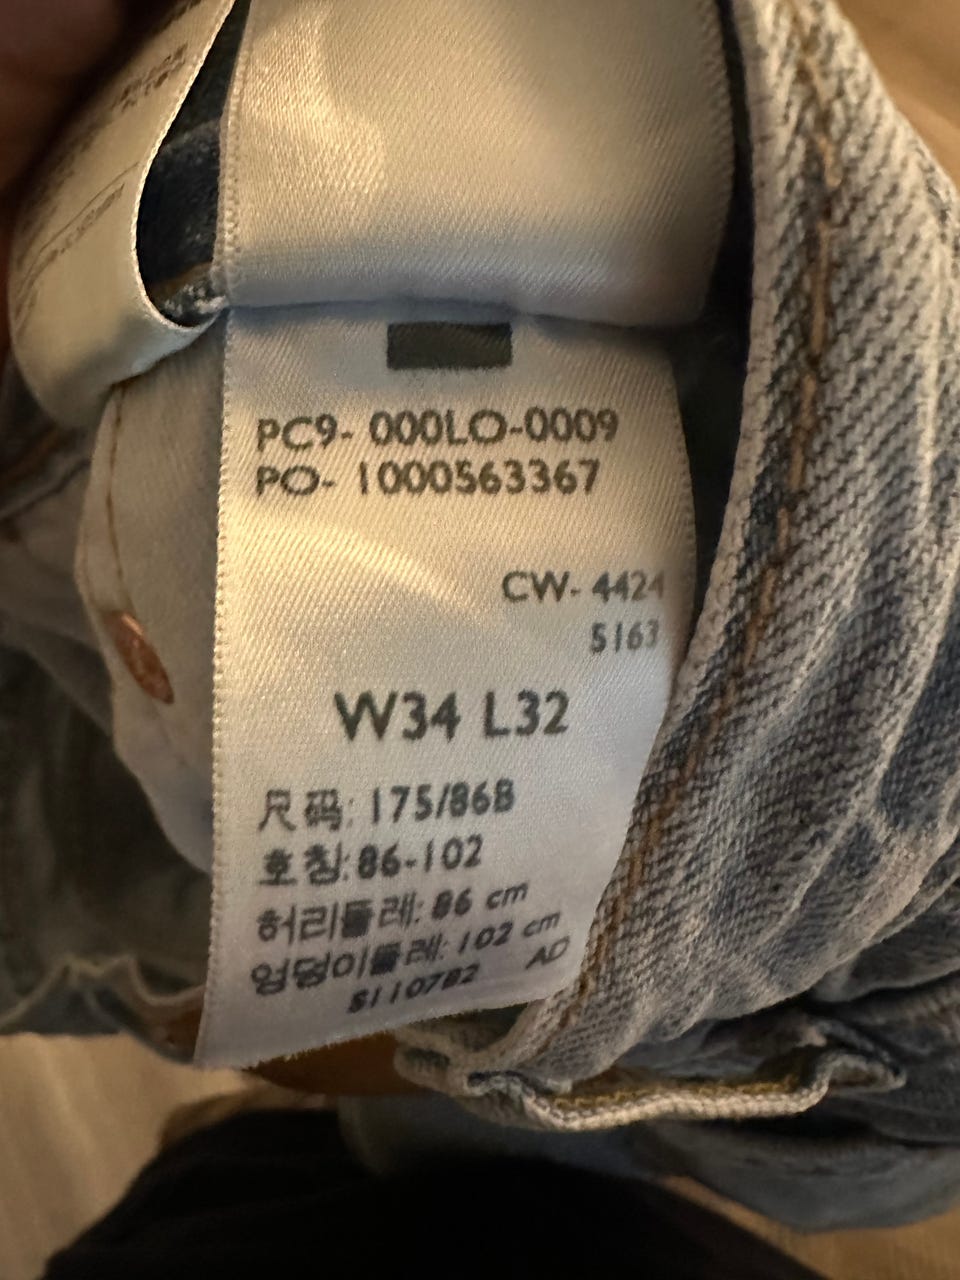 PC9- 000LO-0009
PO- 1000563367
CW- 4424
5163
W34 L32
尺码: 175/86B
호칭: 86-102
허리둘레: 86 cm
엉덩이둘레: 102 cm
S110782 AD